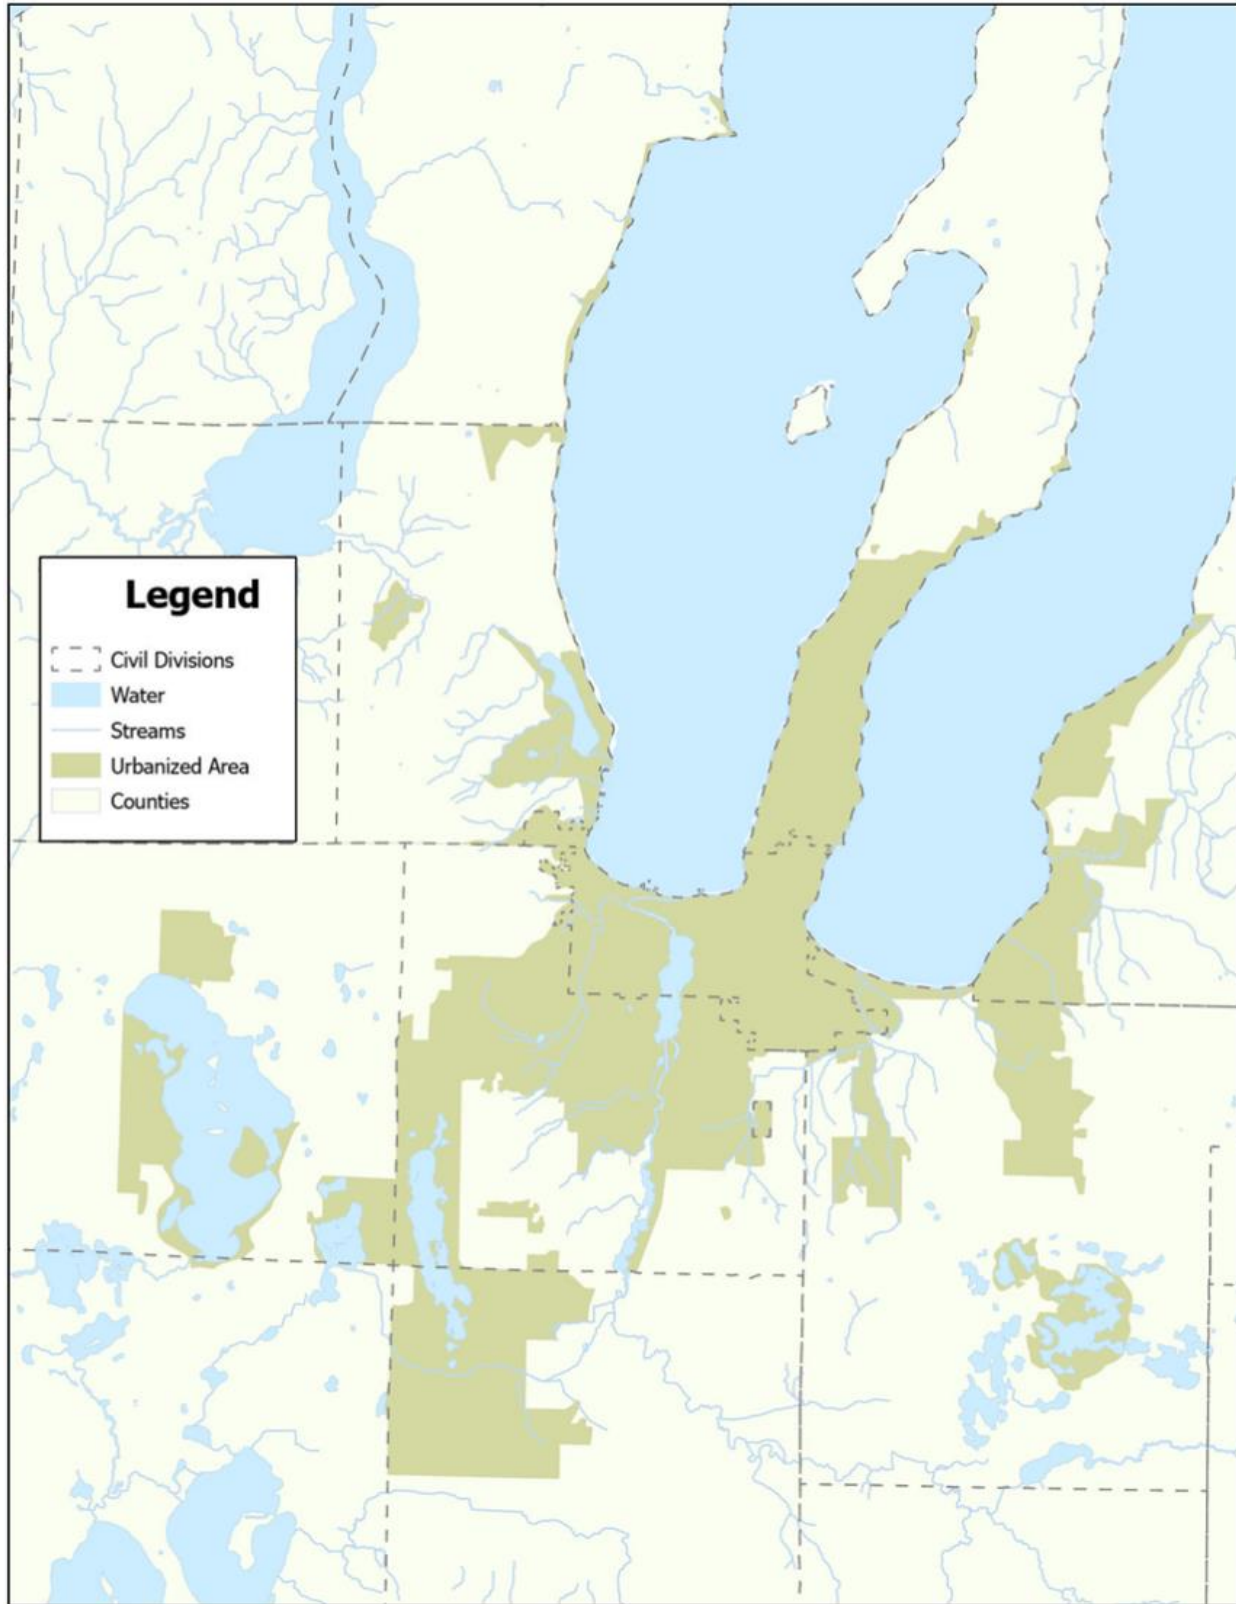 Legend
Civil Divisions
Water
Streams
Urbanized Area
Counties